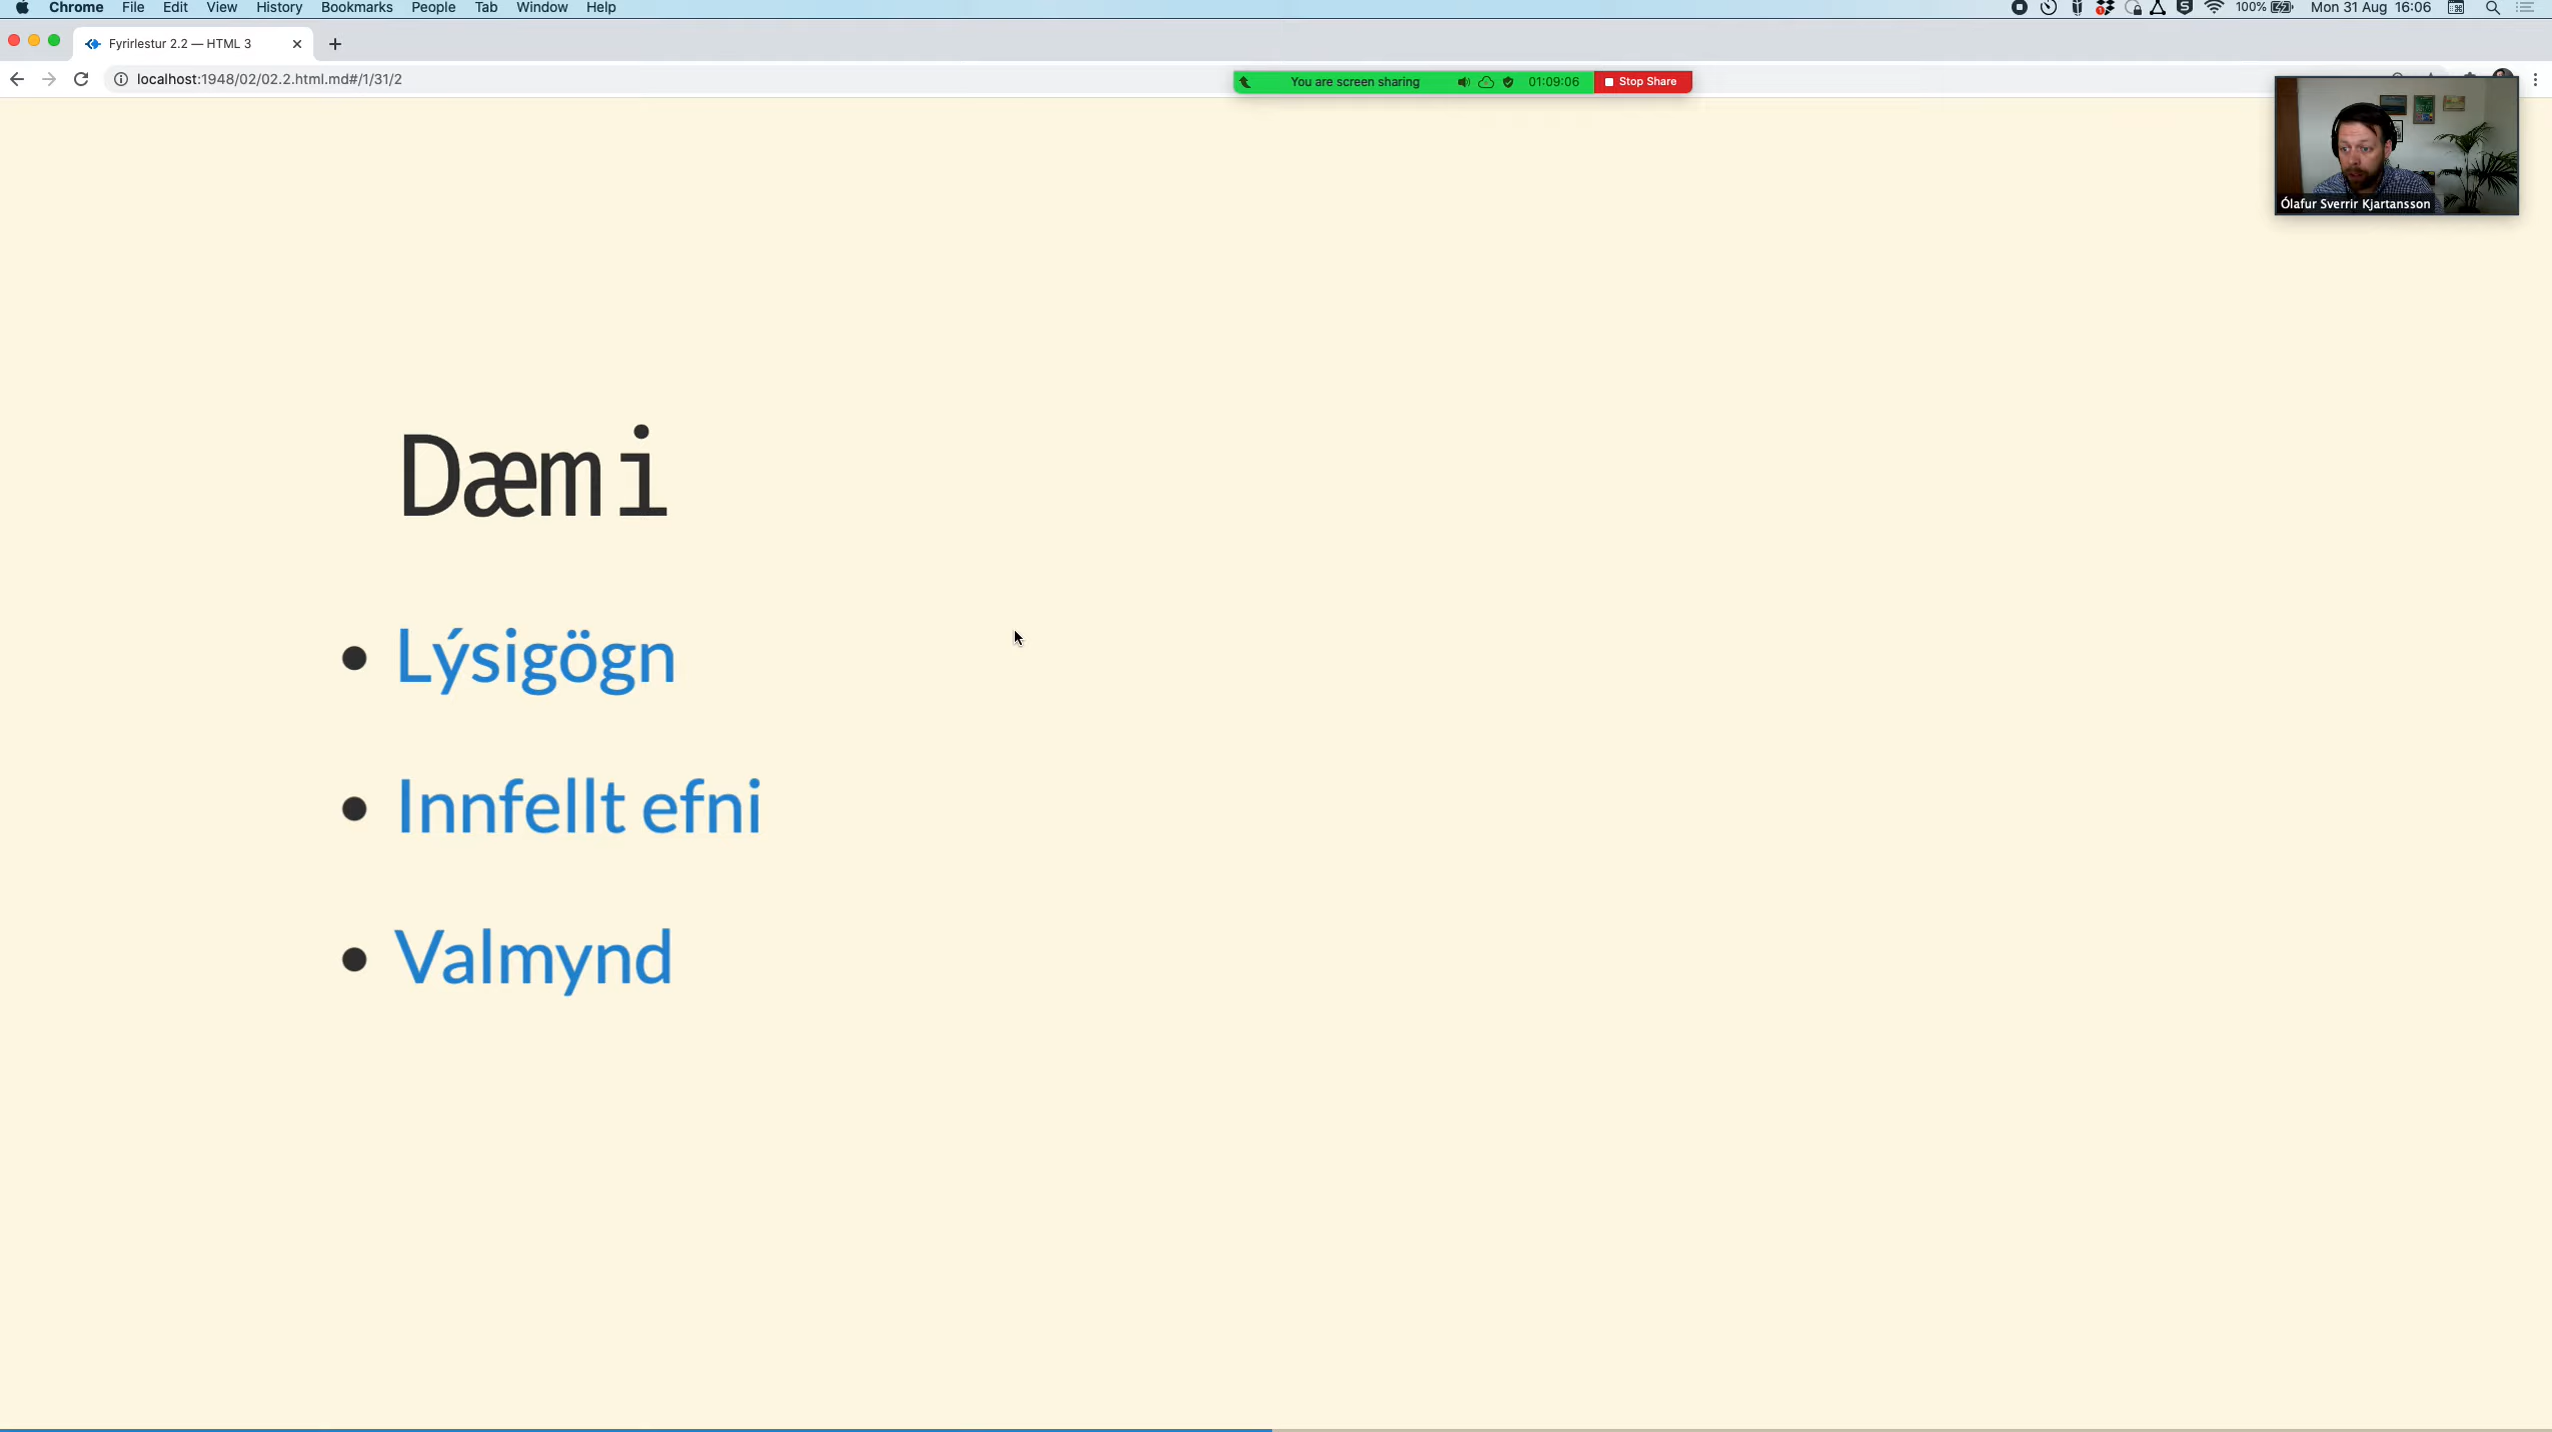 Chrome File Edit View History Bookmarks People Tab Window Help 100% Mon 31 Aug 16:06
Fyrirlestur 2.2 — HTML 3
localhost:1948/02/02.2.html.md#/1/31/2
You are screen sharing 01:09:06 Stop Share
Ólafur Sverrir Kjartansson
Dæmi
• Lýsigögn
• Innfellt efni
• Valmynd